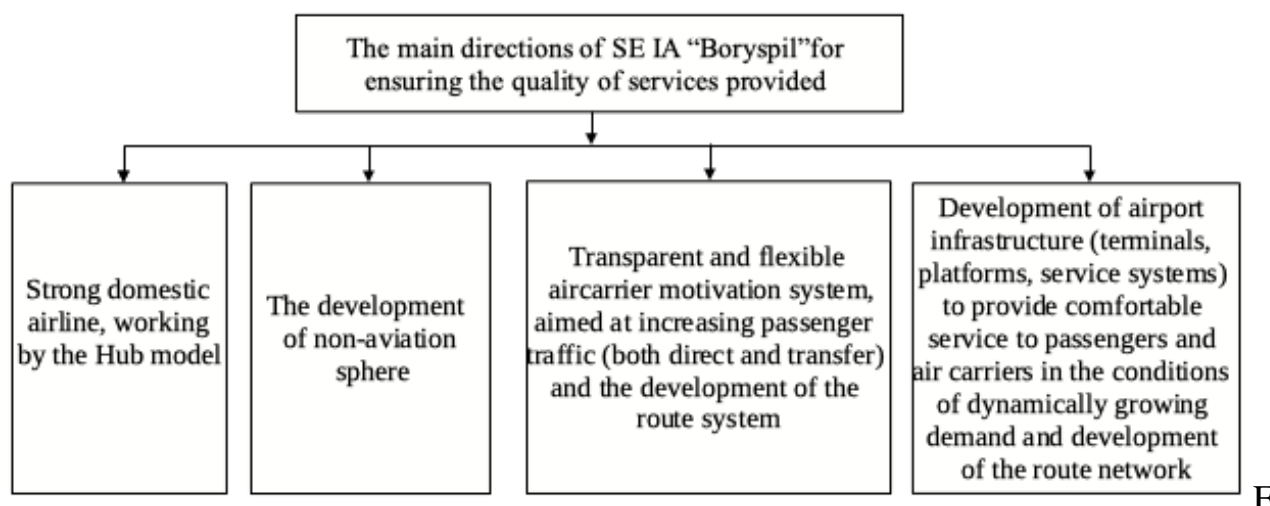 The main directions of SE IA “Boryspil”for
ensuring the quality of services provided
Strong domestic
airline, working
by the Hub model
The development
of non-aviation
sphere
Transparent and flexible
aircarrier motivation system,
aimed at increasing passenger
traffic (both direct and transfer)
and the development of the
route system
Development of airport
infrastructure (terminals,
platforms, service systems)
to provide comfortable
service to passengers and
air carriers in the conditions
of dynamically growing
demand and development
of the route network